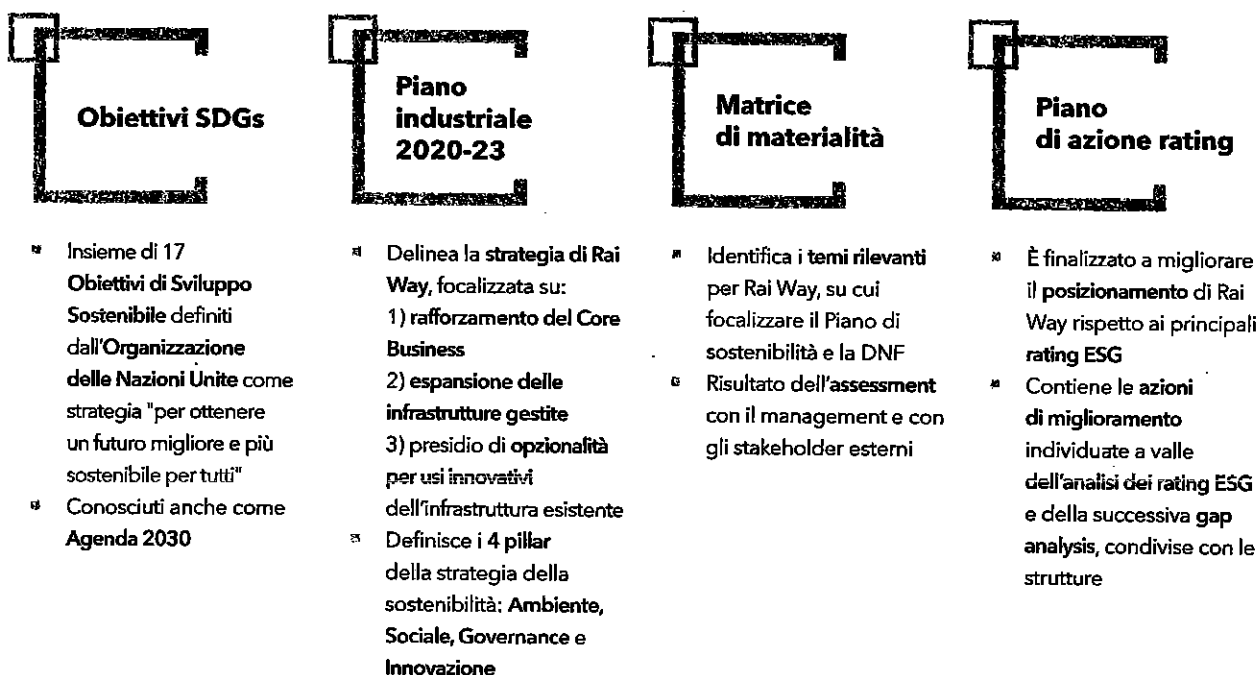 Obiettivi SDGs
Insieme di 17
Obiettivi di Sviluppo
Sostenibile definiti
dall'Organizzazione
delle Nazioni Unite come
strategia "per ottenere
un futuro migliore e più
sostenibile per tutti"
Conosciuti anche come
Agenda 2030
Piano
industriale
2020-23
Delinea la strategia di Rai
Way, focalizzata su:
1) rafforzamento del Core
Business
2) espansione delle
infrastrutture gestite
3) presidio di opzionalità
per usi innovativi
dell'infrastruttura esistente
Definisce i 4 pillar
della strategia della
sostenibilità: Ambiente,
Sociale, Governance e
Innovazione
Matrice
di materialità
Identifica i temi rilevanti
per Rai Way, su cui
focalizzare il Piano di
sostenibilità e la DNF
Risultato dell'assessment
con il management e con
gli stakeholder esterni
Piano
di azione rating
È finalizzato a migliorare
il posizionamento di Rai
Way rispetto ai principali
rating ESG
Contiene le azioni
di miglioramento
individuate a valle
dell'analisi dei rating ESG
e della successiva gap
analysis, condivise con le
strutture